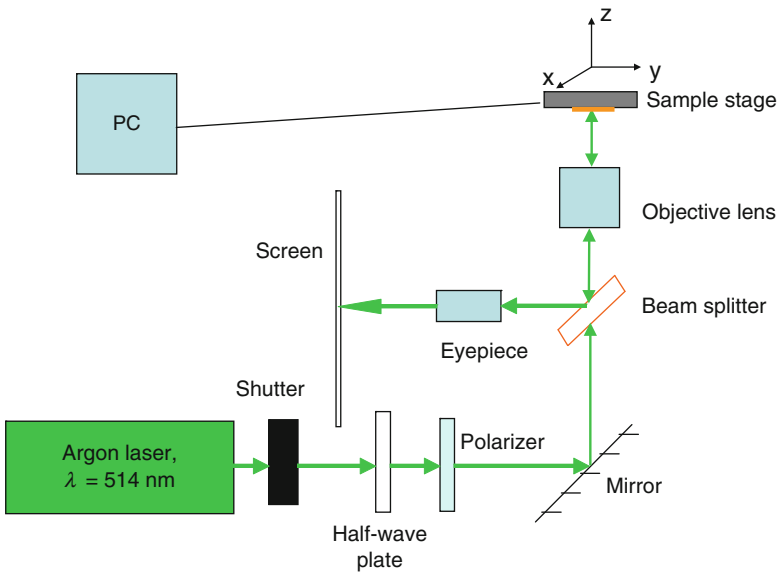 z
x
y
Sample stage
PC
Objective lens
Screen
Beam splitter
Eyepiece
Shutter
Argon laser,
λ = 514 nm
Polarizer
Mirror
Half-wave
plate